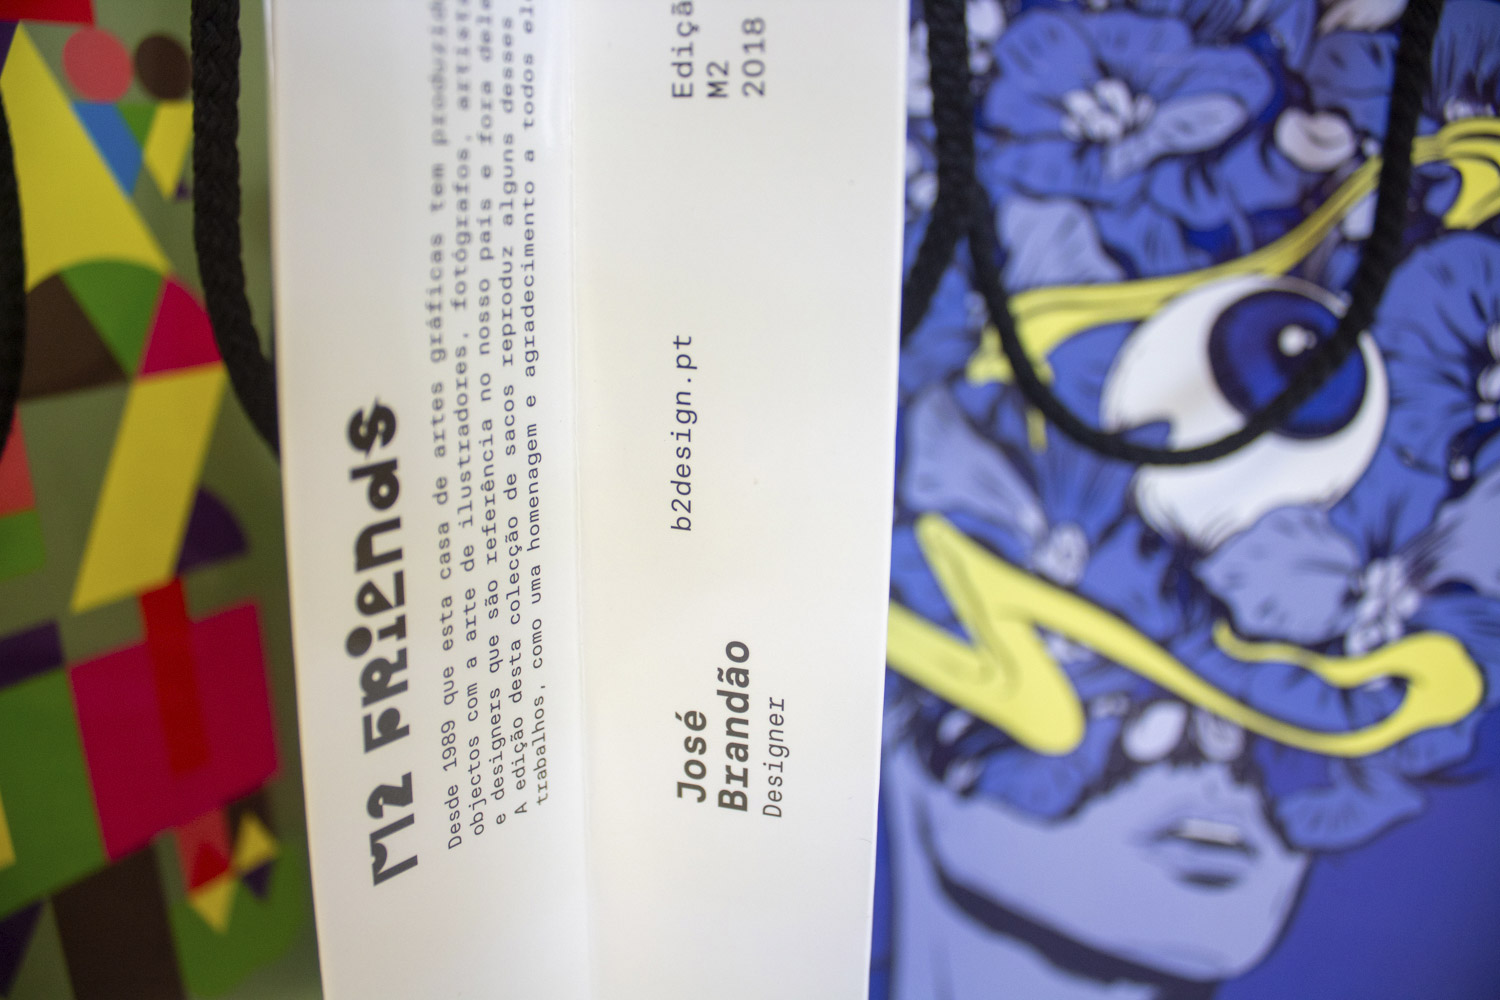 M2 FRiENdS
Desde 1989 que esta casa de artes gráficas tem
objectos com a arte de ilustradores, fotógrafos,
e designers que são referência no nosso país e fora
A edição desta colecção de sacos reproduz alguns desses
trabalhos, como uma homenagem e agradecimento a todos
José
Brandão
Designer
b2design.pt
M2
2018